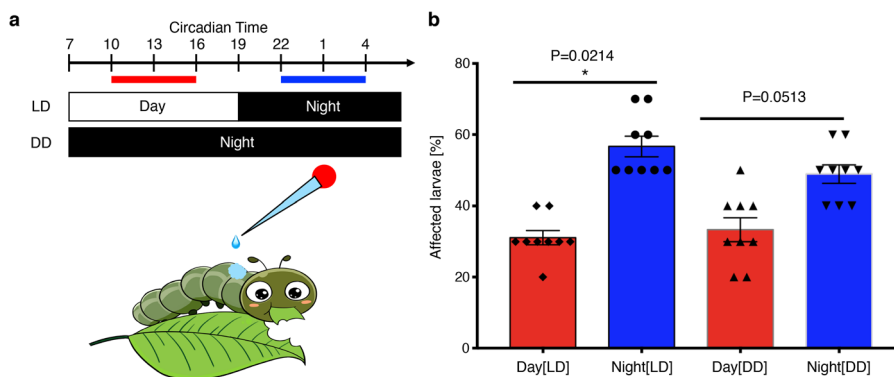 a
Circadian Time
7 10 13 16 19 22 1 4
LD Day Night
DD Night
b
P=0.0214
*
P=0.0513
Affected larvae [%]
80
60
40
20
0
Day[LD] Night[LD] Day[DD] Night[DD]